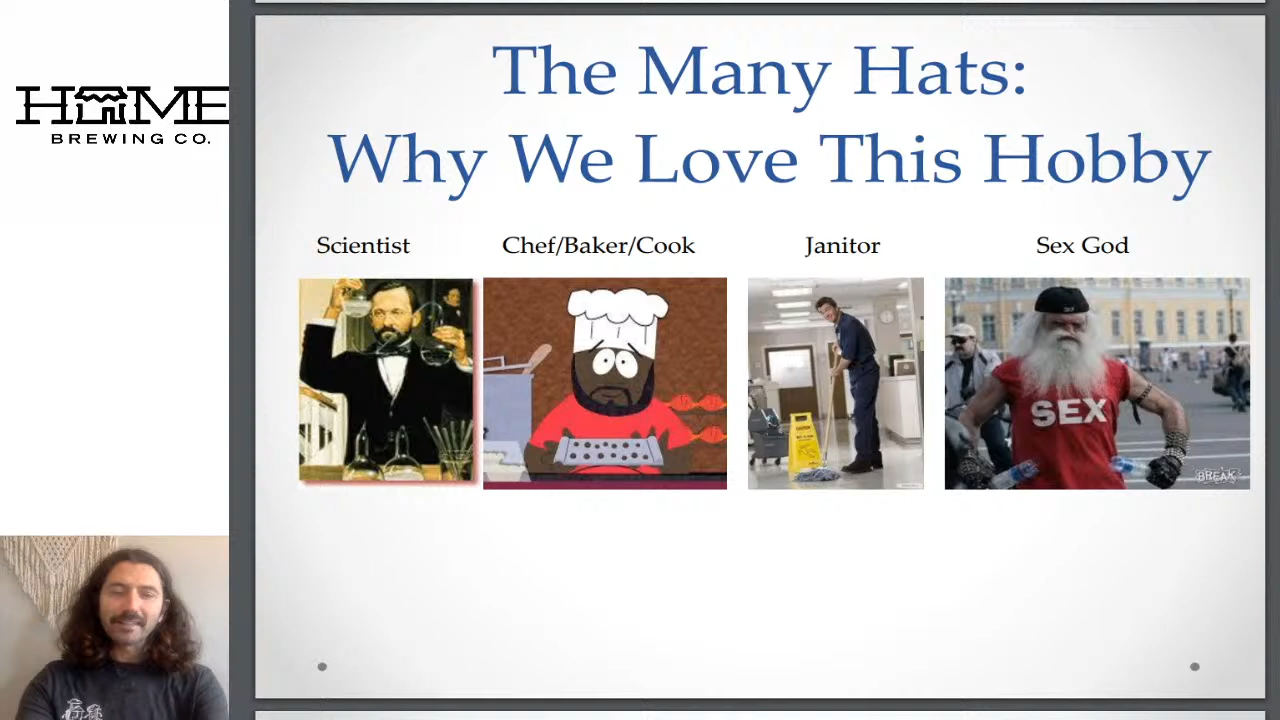 HOME
BREWING CO.
The Many Hats:
Why We Love This Hobby
Scientist
Chef/Baker/Cook
Janitor
Sex God
CAUTION
SEX
BREAK